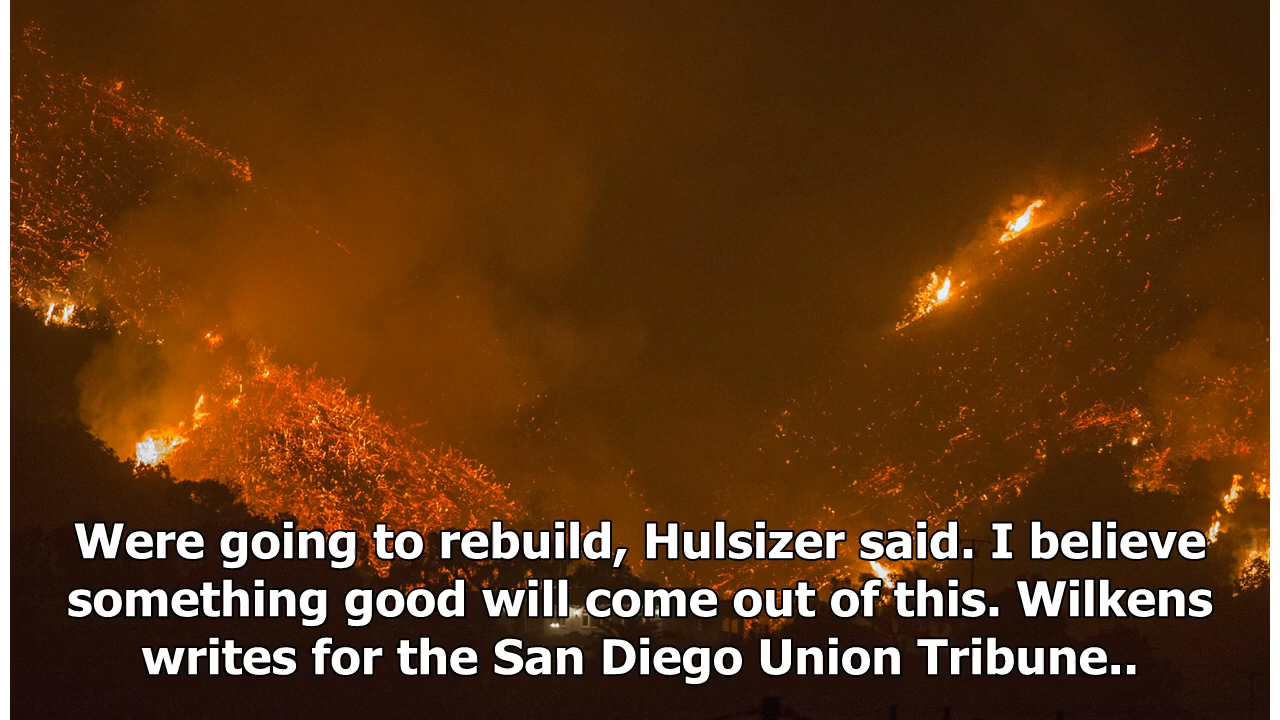 Were going to rebuild, Hulsizer said. I believe
something good will come out of this. Wilkens
writes for the San Diego Union Tribune..